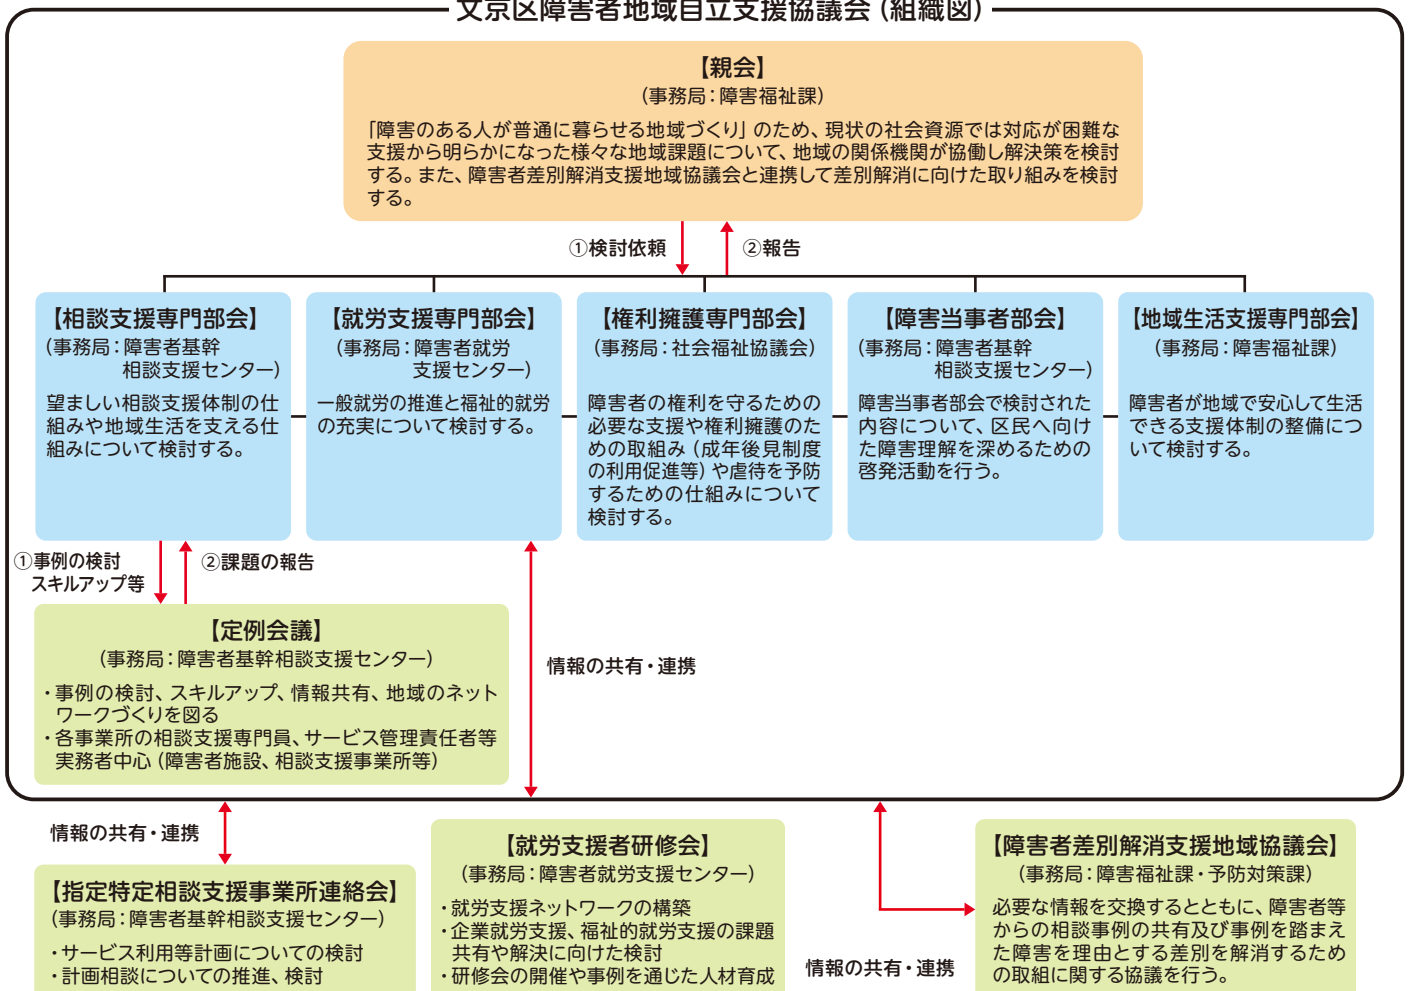 文京区障害者地域自立支援協議会（組織図）
【親会】
（事務局：障害福祉課）
「障害のある人が普通に暮らせる地域づくり」のため、現状の社会資源では対応が困難な
支援から明らかになった様々な地域課題について、地域の関係機関が協働し解決策を検討
する。また、障害者差別解消支援地域協議会と連携して差別解消に向けた取り組みを検討
する。
①検討依頼
②報告
【相談支援専門部会】
（事務局：障害者基幹
相談支援センター）
望ましい相談支援体制の仕
組みや地域生活を支える仕
組みについて検討する。
【就労支援専門部会】
（事務局：障害者就労
支援センター）
一般就労の推進と福祉的就労
の充実について検討する。
【権利擁護専門部会】
（事務局：社会福祉協議会）
障害者の権利を守るための
必要な支援や権利擁護のた
めの取組み（成年後見制度
の利用促進等）や虐待を予防
するための仕組みについて
検討する。
【障害当事者部会】
（事務局：障害者基幹
相談支援センター）
障害当事者部会で検討された
内容について、区民へ向け
た障害理解を深めるための
啓発活動を行う。
【地域生活支援専門部会】
（事務局：障害福祉課）
障害者が地域で安心して生活
できる支援体制の整備につ
いて検討する。
①事例の検討
スキルアップ等
②課題の報告
【定例会議】
（事務局：障害者基幹相談支援センター）
・事例の検討、スキルアップ、情報共有、地域のネット
ワークづくりを図る
・各事業所の相談支援専門員、サービス管理責任者等
実務者中心（障害者施設、相談支援事業所等）
情報の共有・連携
情報の共有・連携
【指定特定相談支援事業所連絡会】
（事務局：障害者基幹相談支援センター）
・サービス利用等計画についての検討
・計画相談についての推進、検討
【就労支援者研修会】
（事務局：障害者就労支援センター）
・就労支援ネットワークの構築
・企業就労支援、福祉的就労支援の課題
共有や解決に向けた検討
・研修会の開催や事例を通じた人材育成
情報の共有・連携
【障害者差別解消支援地域協議会】
（事務局：障害福祉課・予防対策課）
必要な情報を交換するとともに、障害者等
からの相談事例の共有及び事例を踏まえ
た障害を理由とする差別を解消するため
の取組に関する協議を行う。